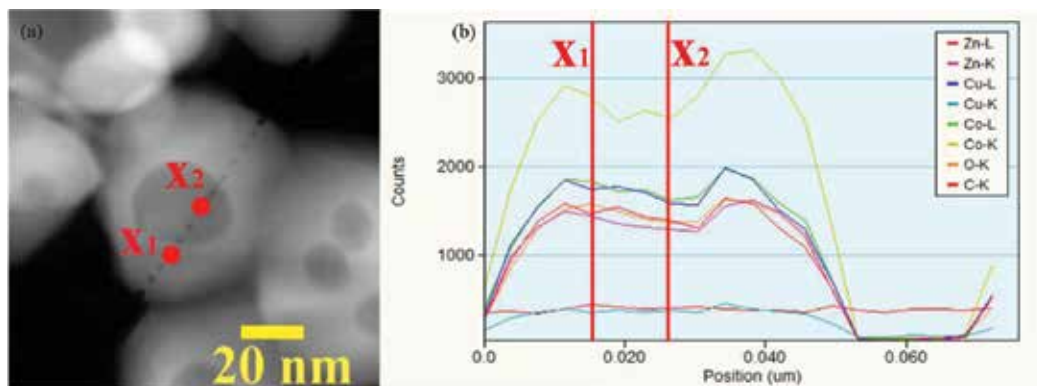 (a)
X2
X1
20 nm
(b)
X1
X2
Zn-L
Zn-K
Cu-L
Cu-K
Co-L
Co-K
O-K
C-K
Counts
3000
2000
1000
0.0
0.020
0.040
0.060
Position (um)